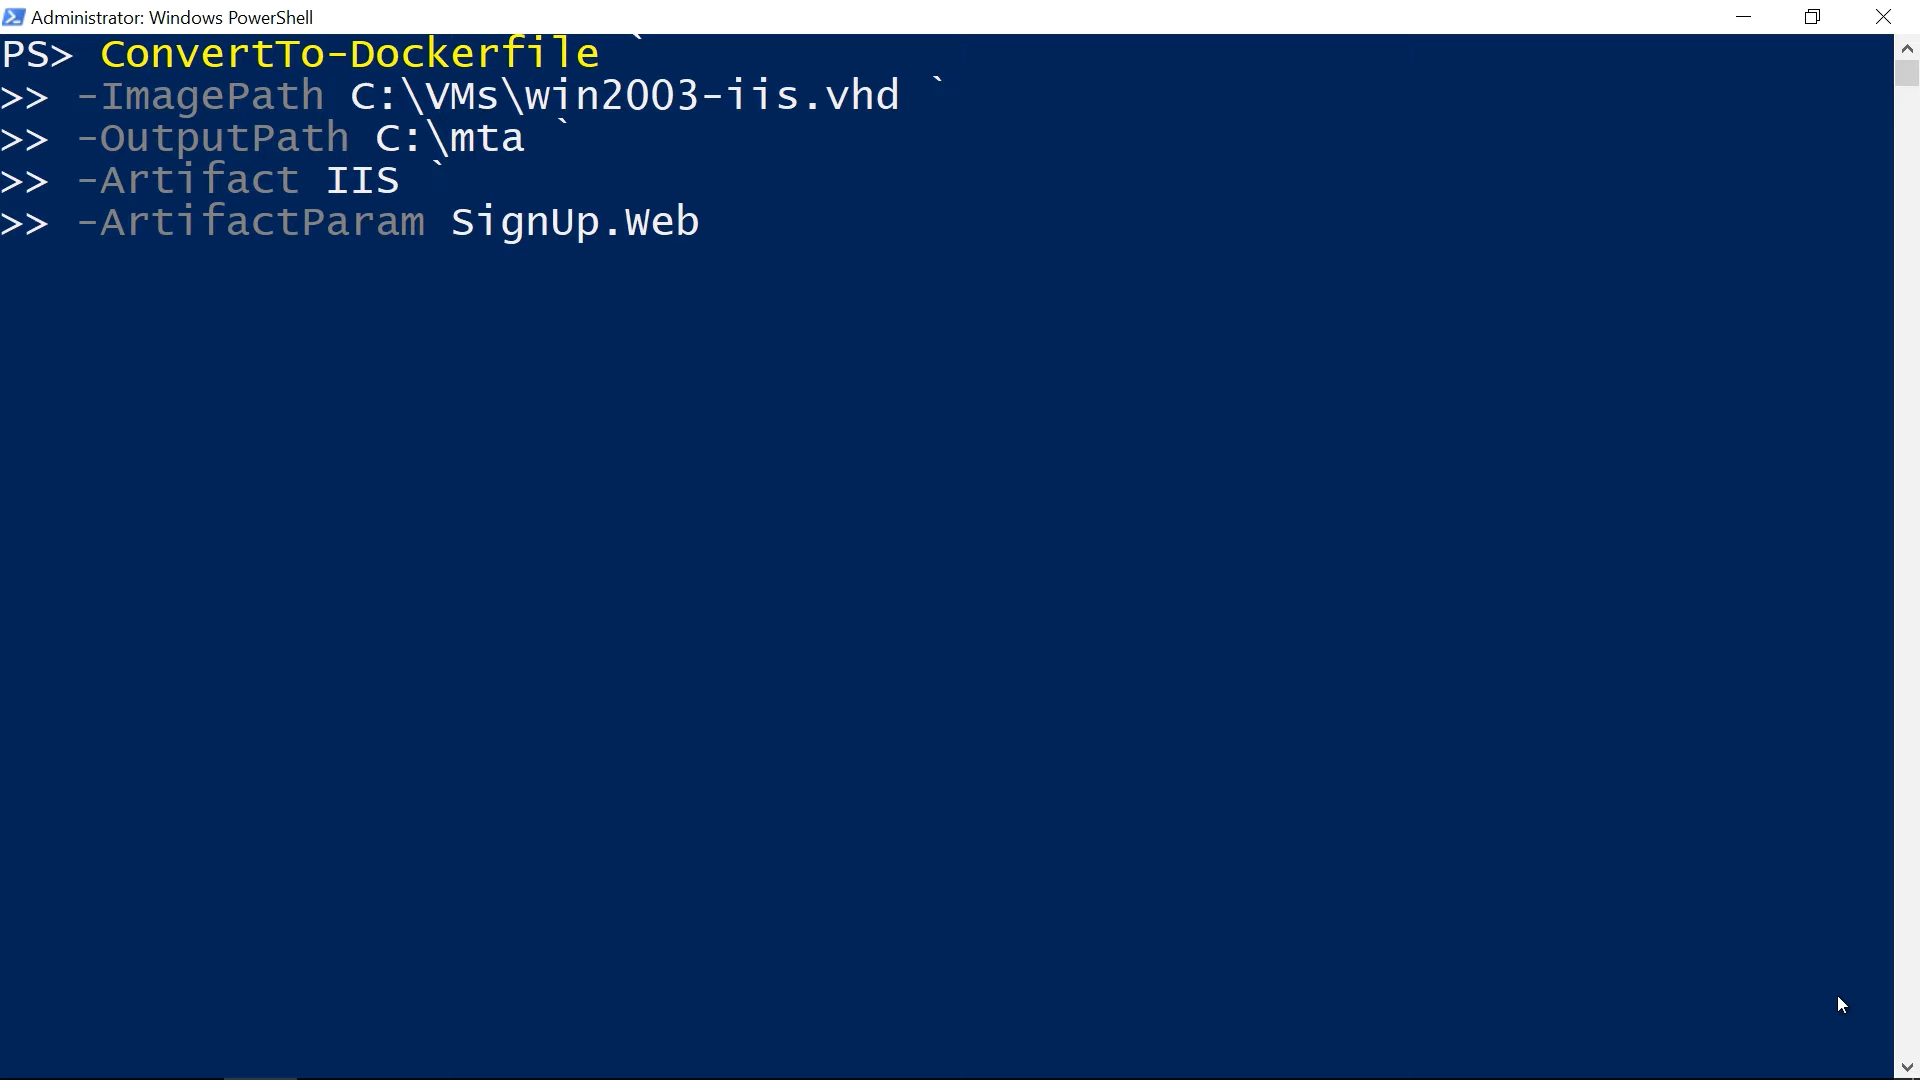 Administrator: Windows PowerShell
PS> ConvertTo-Dockerfile `
>> -ImagePath C:\VMs\win2003-iis.vhd `
>> -OutputPath C:\mta `
>> -Artifact IIS `
>> -ArtifactParam SignUp.Web